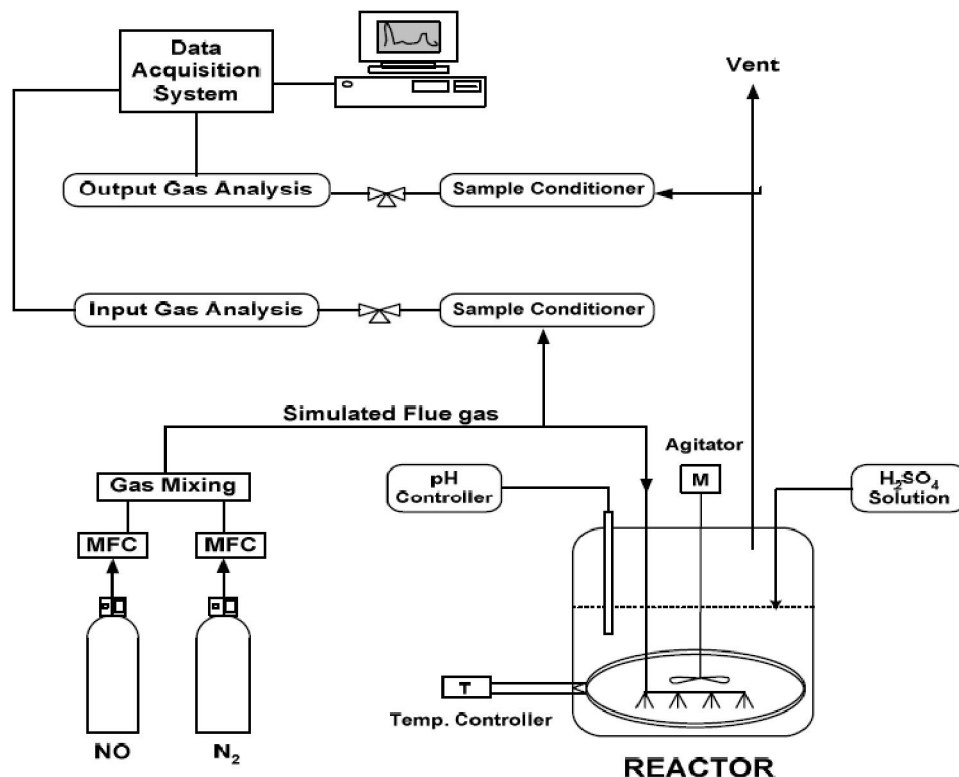 Data
Acquisition
System
Vent
Output Gas Analysis
Sample Conditioner
Input Gas Analysis
Sample Conditioner
Simulated Flue gas
Agitator
Gas Mixing
pH
Controller
M
H₂SO₄
Solution
MFC
MFC
T
Temp. Controller
NO
N₂
REACTOR